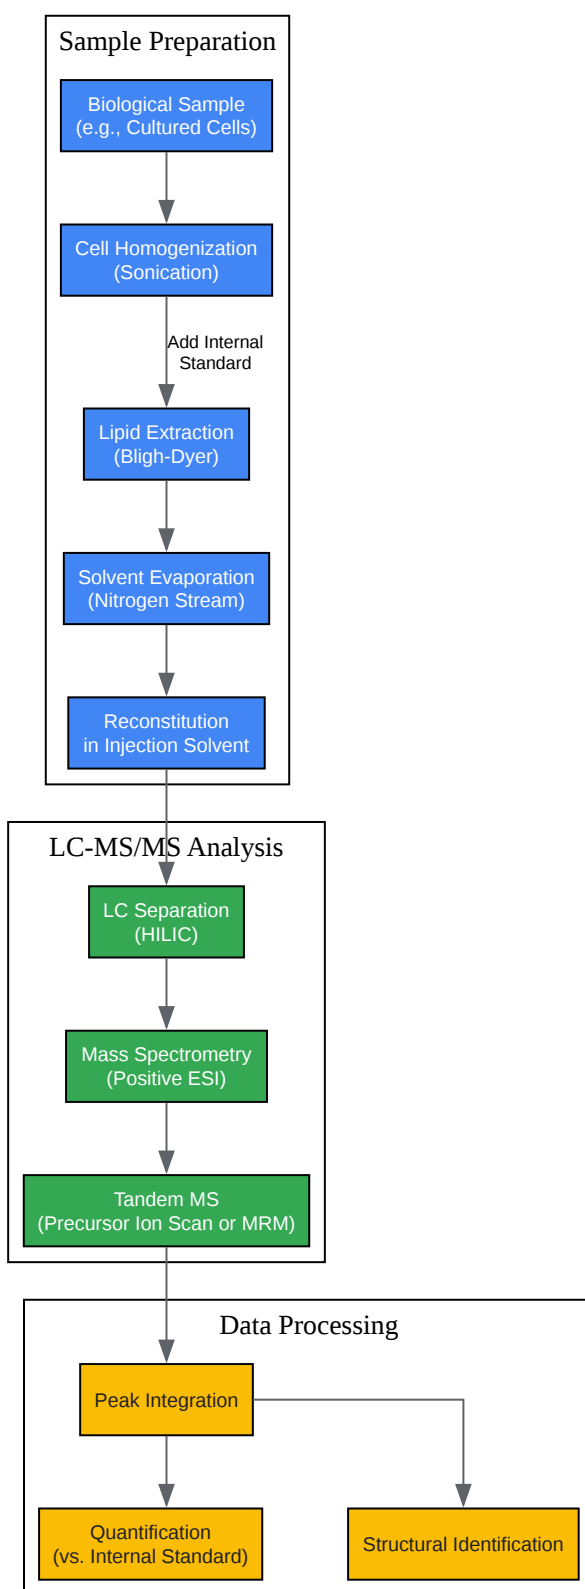 Sample Preparation
Biological Sample
(e.g., Cultured Cells)
Cell Homogenization
(Sonication)
Add Internal
Standard
Lipid Extraction
(Bligh-Dyer)
Solvent Evaporation
(Nitrogen Stream)
Reconstitution
in Injection Solvent
LC-MS/MS Analysis
LC Separation
(HILIC)
Mass Spectrometry
(Positive ESI)
Tandem MS
(Precursor Ion Scan or MRM)
Data Processing
Peak Integration
Quantification
(vs. Internal Standard)
Structural Identification